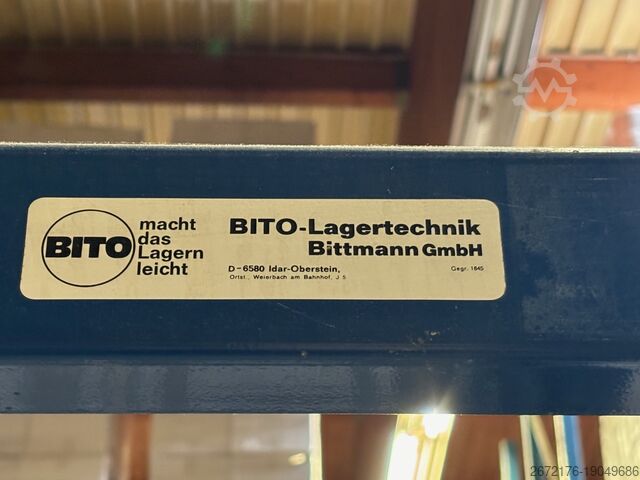 BITO
macht
das
Lagern
leicht
BITO-Lagertechnik
Bittmann GmbH
D-6580 Idar-Oberstein,
Ortst., Weierbach am Bahnhof, J 5
Gegr. 1845
2672176-19049686